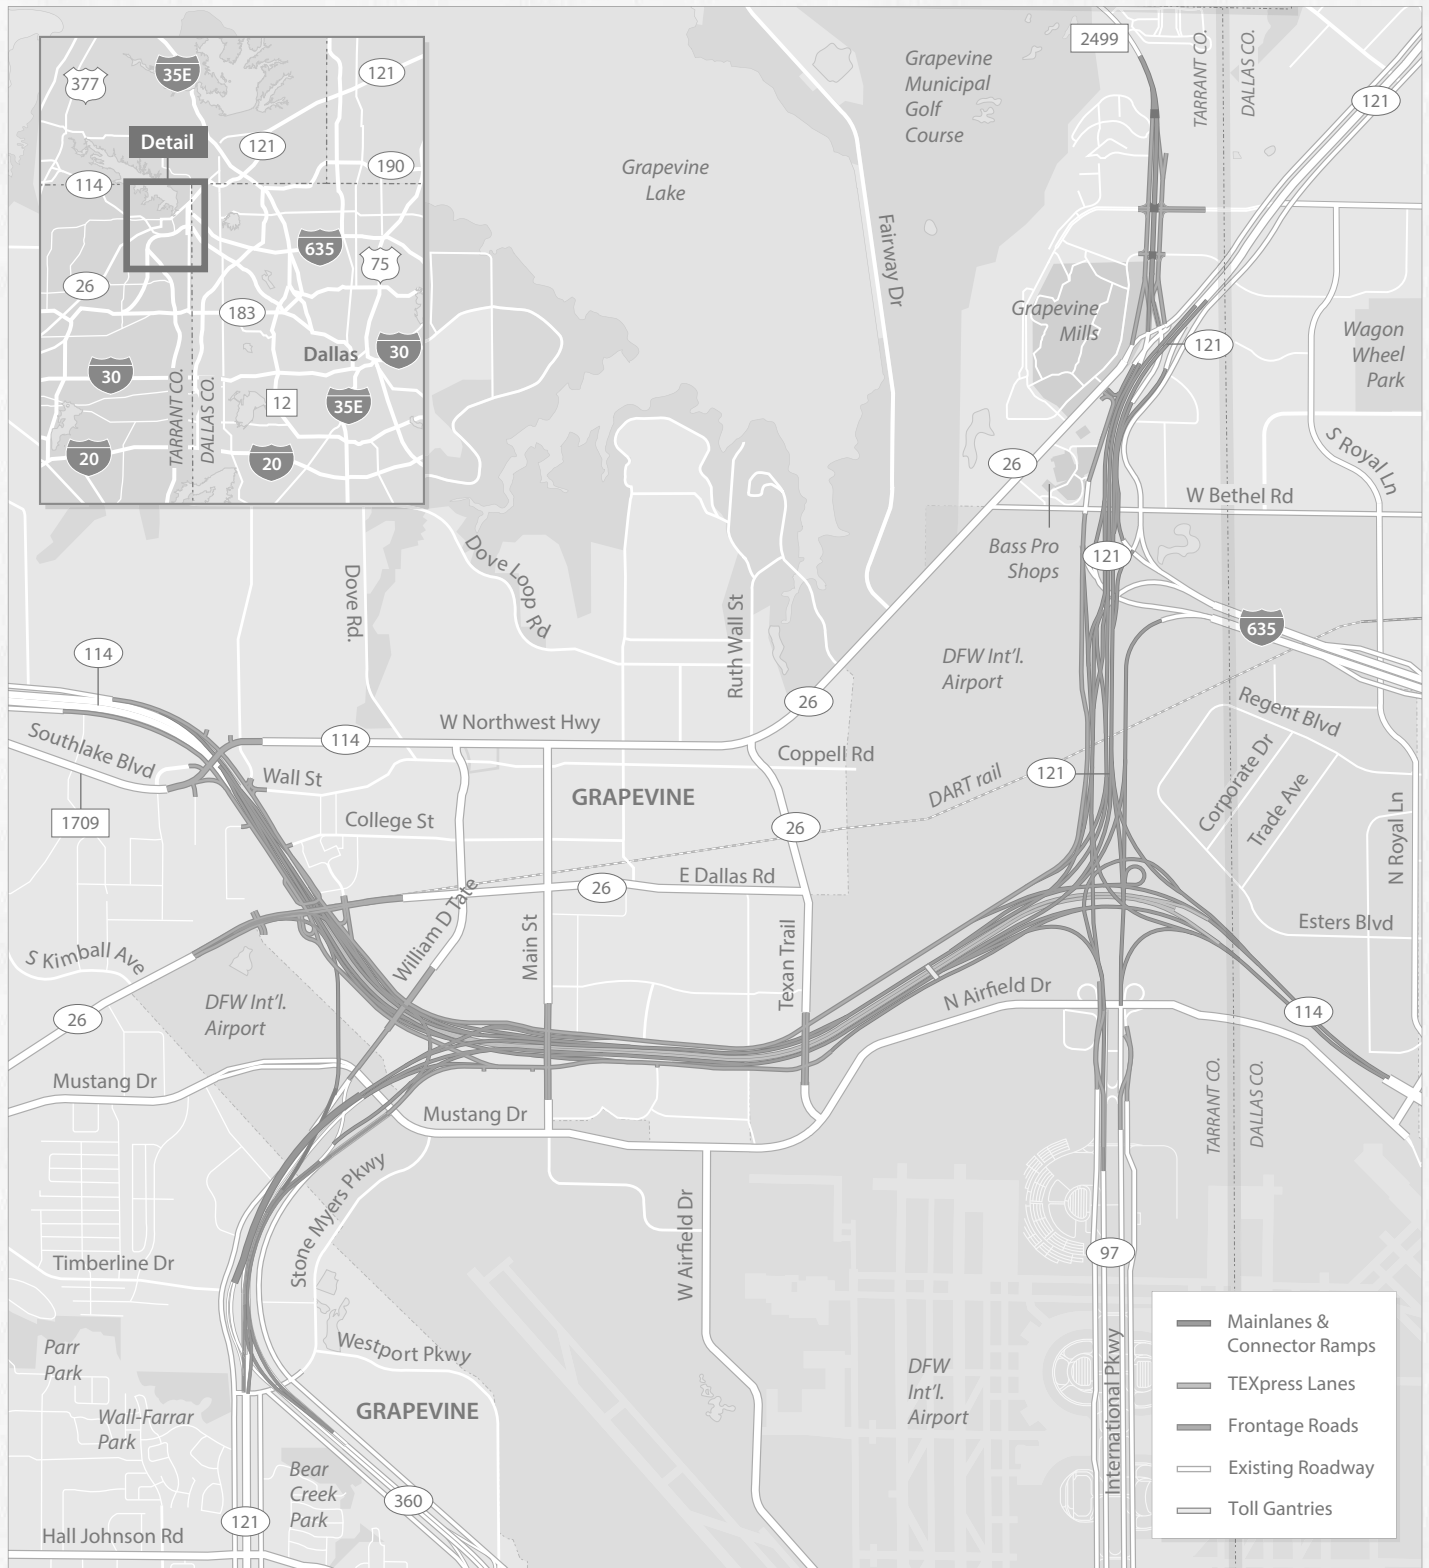 2499
TARRANT CO.
DALLAS CO.
121
Grapevine
Municipal
Golf
Course
377
35E
121
Detail
121
190
114
Grapevine
Lake
Fairway Dr
635
75
26
183
Dallas
30
30
12
35E
TARRANT CO.
DALLAS CO.
20
20
Grapevine
Mills
121
Wagon
Wheel
Park
S Royal Ln
26
W Bethel Rd
Bass Pro
Shops
121
Dove Loop Rd
Dove Rd.
Ruth Wall St
635
DFW Int'l.
Airport
114
26
Regent Blvd
W Northwest Hwy
114
Southlake Blvd
Coppell Rd
Wall St
121
DART rail
Corporate Dr
Trade Ave
GRAPEVINE
1709
College St
26
N Royal Ln
E Dallas Rd
26
William D Tate
Main St
Texan Trail
Esters Blvd
S Kimball Ave
DFW Int'l.
Airport
N Airfield Dr
26
114
Mustang Dr
Mustang Dr
TARRANT CO.
DALLAS CO.
Stone Myers Pkwy
W Airfield Dr
Timberline Dr
97
Parr
Park
Westport Pkwy
International Pkwy
DFW
Int'l.
Airport
Wall-Farrar
Park
GRAPEVINE
Bear
Creek
Park
360
121
Hall Johnson Rd
Mainlanes &
Connector Ramps
TEXpress Lanes
Frontage Roads
Existing Roadway
Toll Gantries